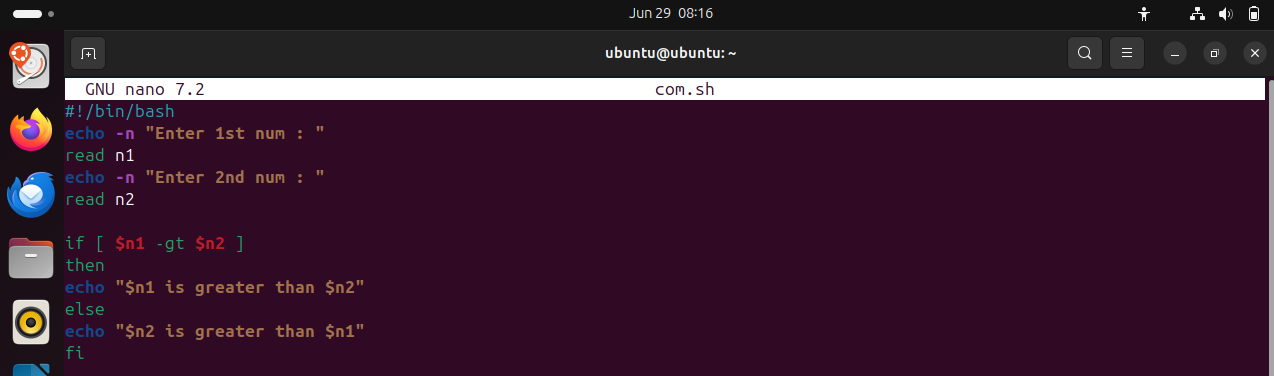 Jun 29 08:16
ubuntu@ubuntu: ~
GNU nano 7.2 com.sh
#!/bin/bash
echo -n "Enter 1st num : "
read n1
echo -n "Enter 2nd num : "
read n2
if [ $n1 -gt $n2 ]
then
echo "$n1 is greater than $n2"
else
echo "$n2 is greater than $n1"
fi